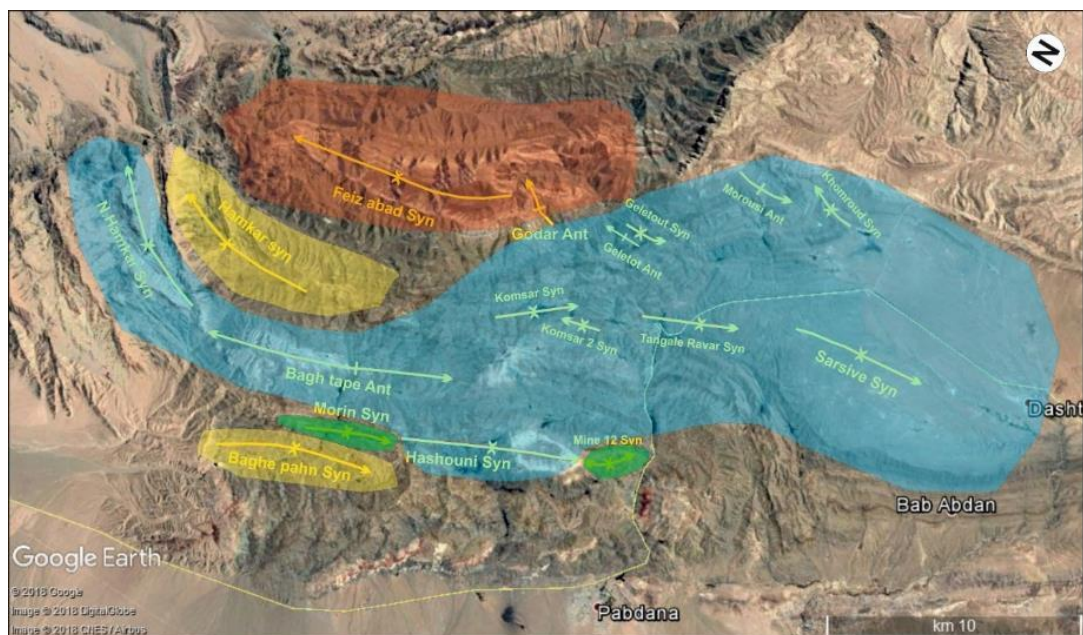 N
N.Hamkar Syn
Hamkar syn
Feiz abad Syn
Godar Ant
Geletout Syn
Geletot Ant
Morousi Ant
Khomroud Syn
Komsar Syn
Komsar 2 Syn
Tangale Ravar Syn
Sarsive Syn
Bagh tape Ant
Morin Syn
Baghe pahn Syn
Hashouni Syn
Mine 12 Syn
Dasht
Bab Abdan
Pabdana
Google Earth
© 2018 Google
Image © 2018 DigitalGlobe
Image © 2018 CNES / Airbus
km 10